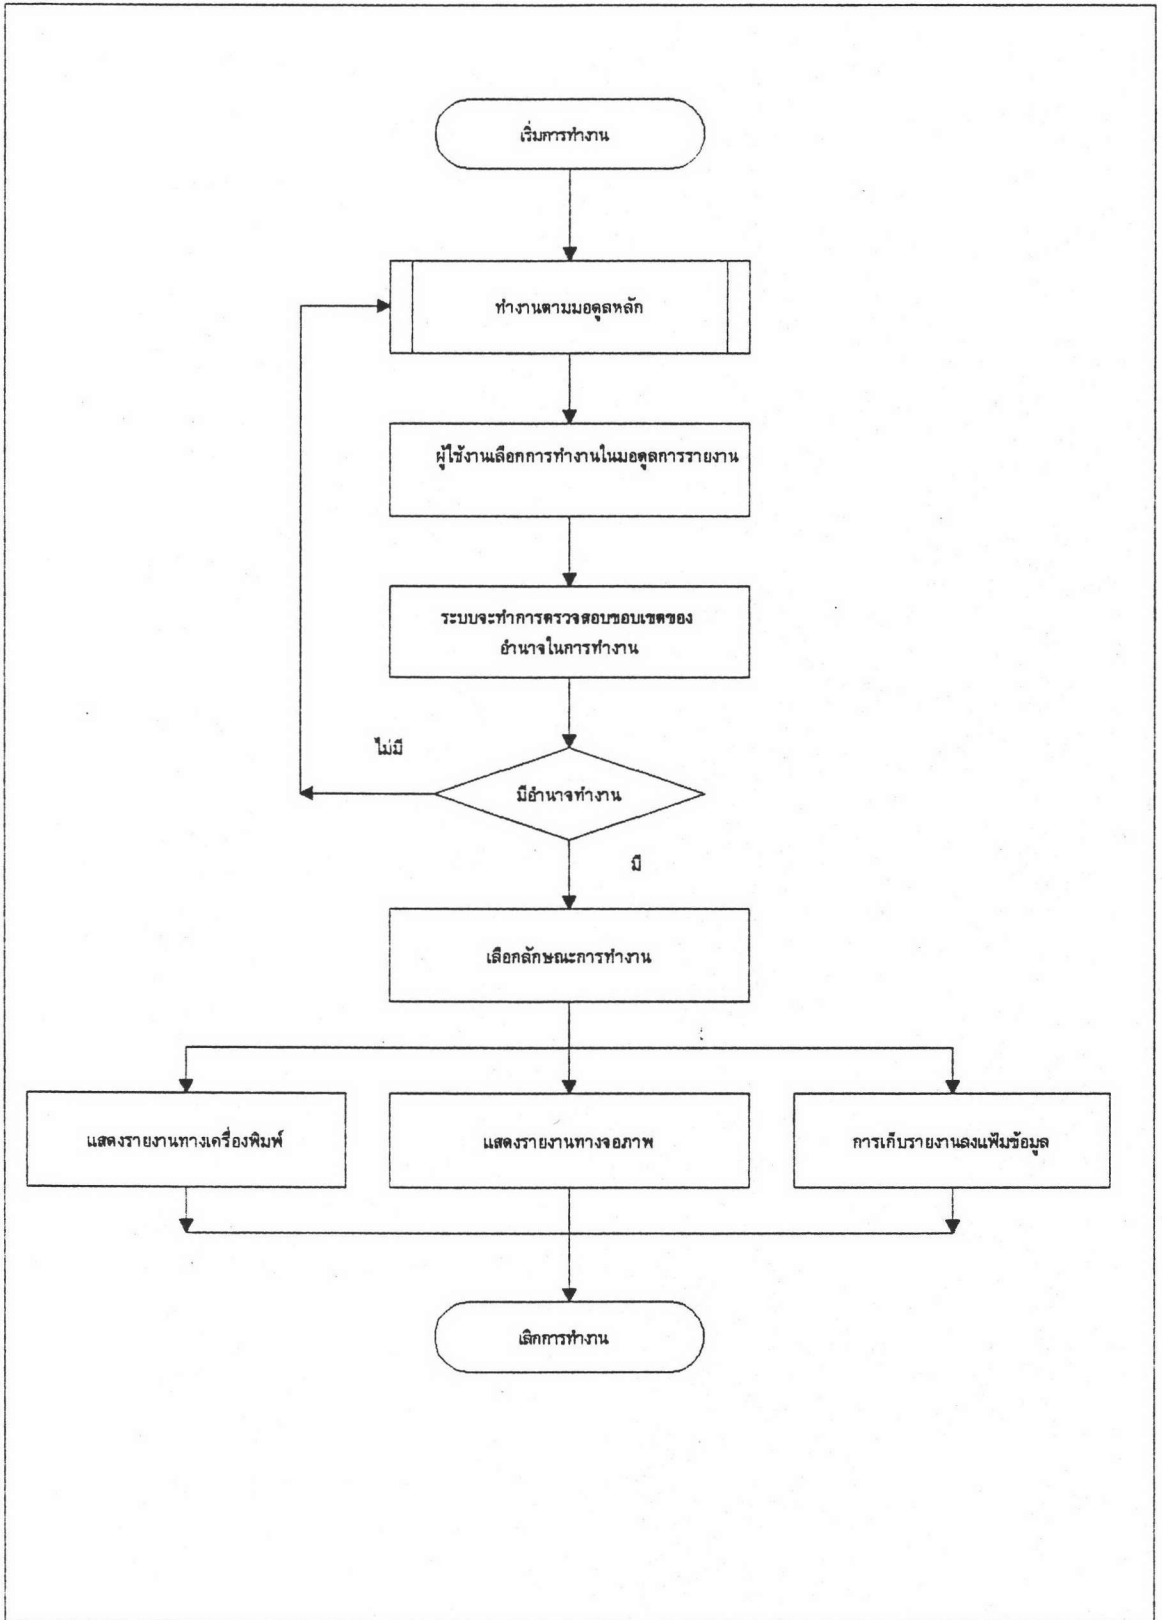 เริ่มการทำงาน
ทำงานตามมอดูลหลัก
ผู้ใช้งานเลือกการทำงานในมอดูลการรายงาน
ระบบจะทำการตรวจสอบขอบเขตของ
อำนาจในการทำงาน
ไม่มี
มีอำนาจทำงาน
มี
เลือกลักษณะการทำงาน
แสดงรายงานทางเครื่องพิมพ์
แสดงรายงานทางจอภาพ
การเก็บรายงานลงแฟ้มข้อมูล
เลิกการทำงาน